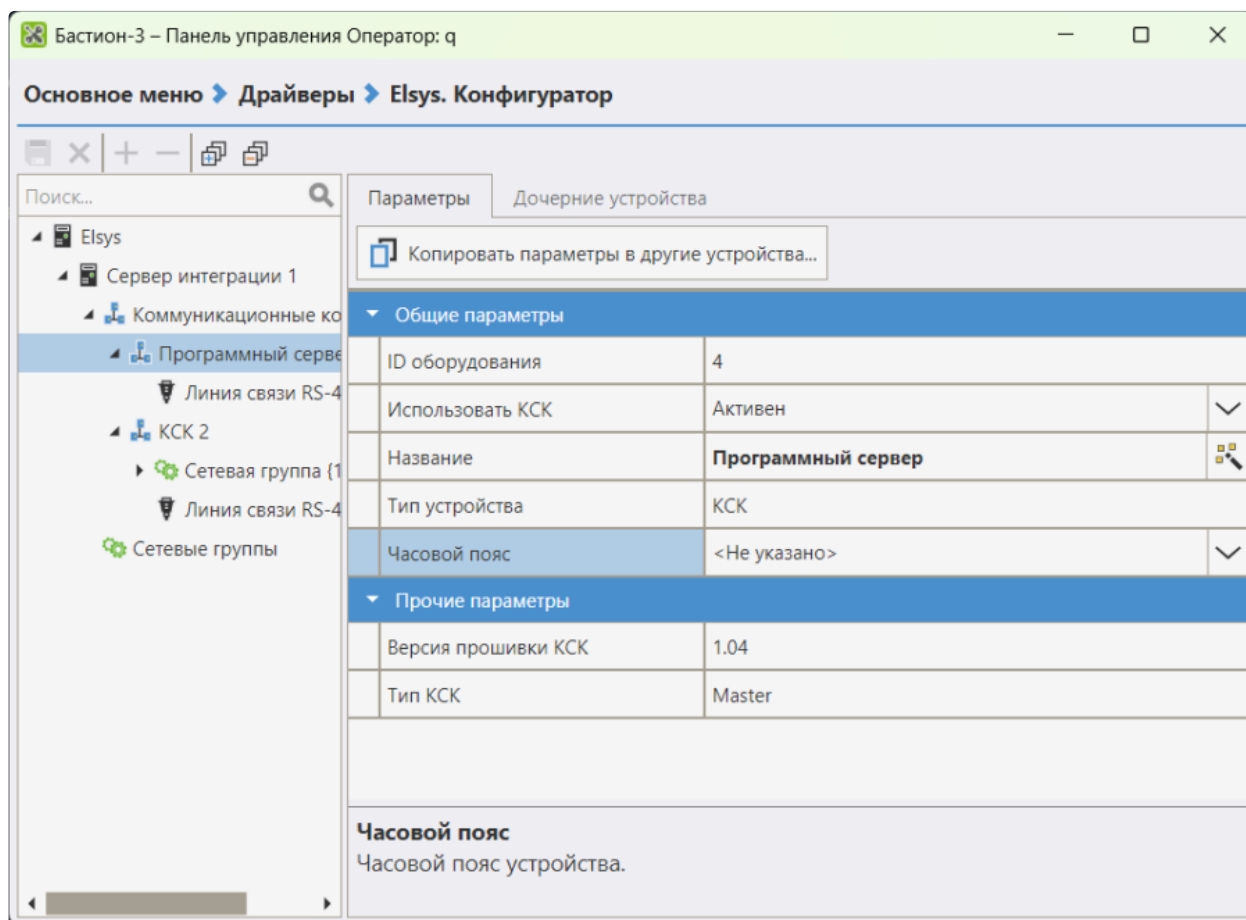 Бастион-3 – Панель управления Оператор: q
Основное меню Драйверы Elsys. Конфигуратор
Поиск...
Elsys
Сервер интеграции 1
Коммуникационные ко
Программный серве
Линия связи RS-4
КСК 2
Сетевая группа {1
Линия связи RS-4
Сетевые группы
Параметры Дочерние устройства
Копировать параметры в другие устройства...
Общие параметры
ID оборудования 4
Использовать КСК Активен
Название Программный сервер
Тип устройства КСК
Часовой пояс <Не указано>
Прочие параметры
Версия прошивки КСК 1.04
Тип КСК Master
Часовой пояс
Часовой пояс устройства.